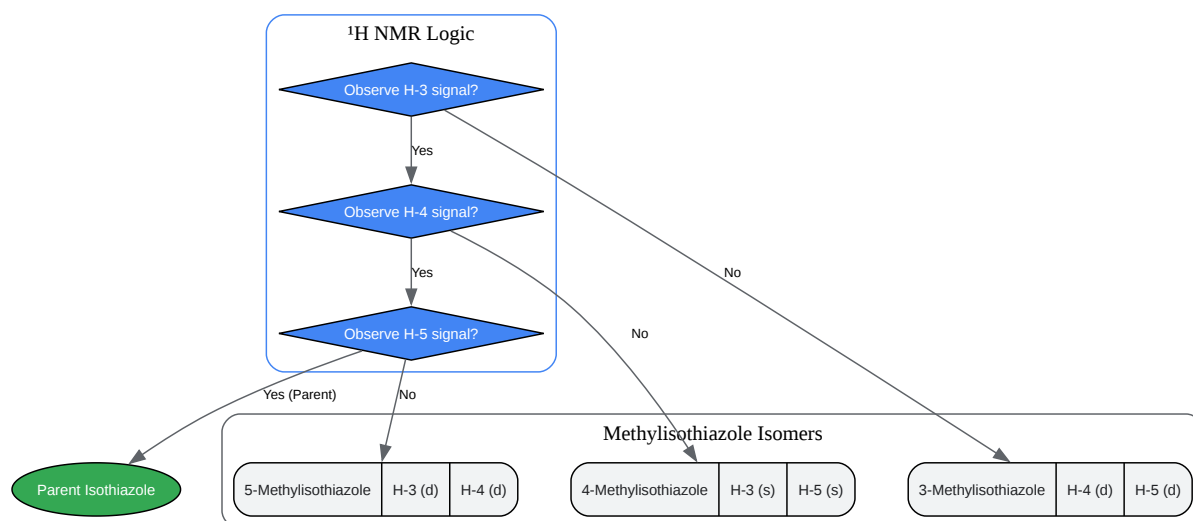 ¹H NMR Logic
Observe H-3 signal?
Yes
Observe H-4 signal?
No
Yes
Observe H-5 signal?
No
Yes (Parent)
No
Methylisothiazole Isomers
Parent Isothiazole
5-Methylisothiazole H-3 (d) H-4 (d)
4-Methylisothiazole H-3 (s) H-5 (s)
3-Methylisothiazole H-4 (d) H-5 (d)